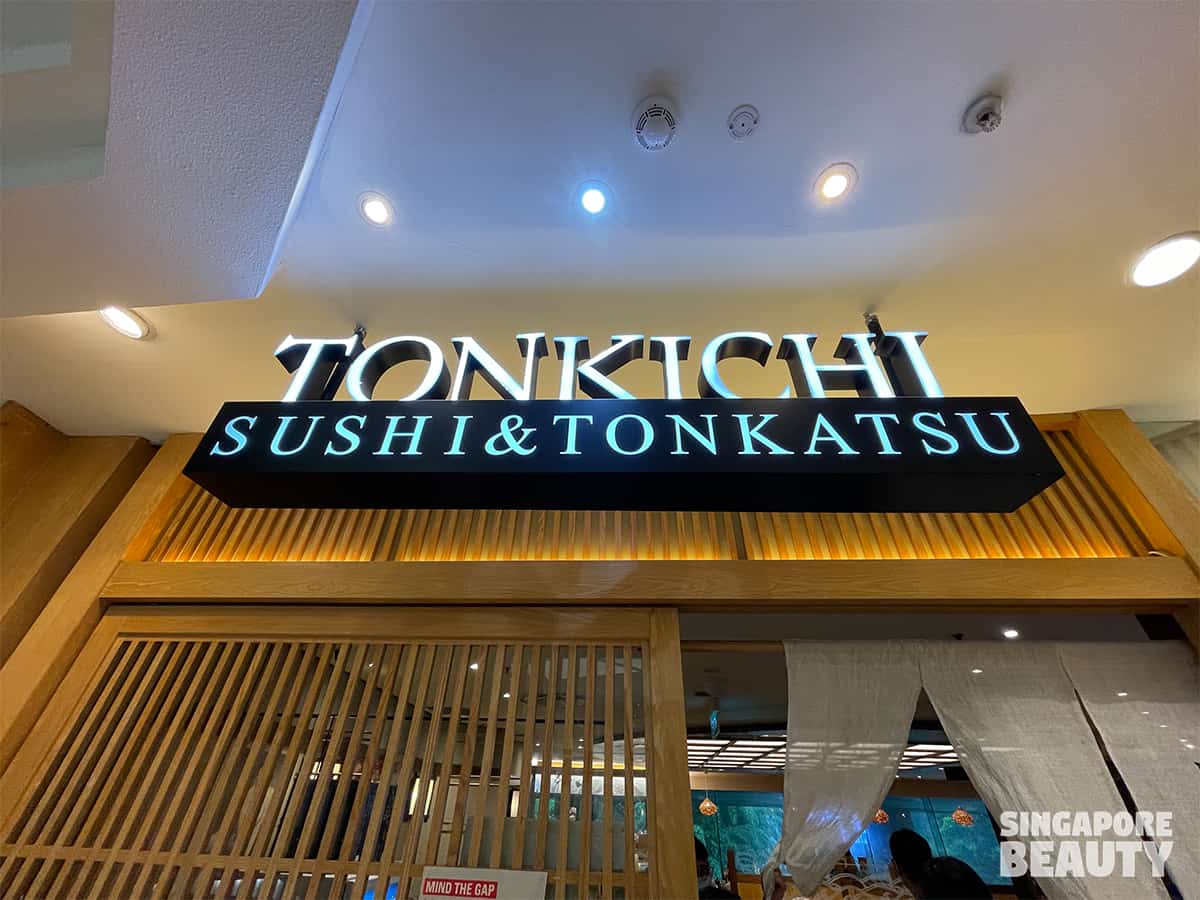 TONKICHI
SUSHI & TONKATSU
MIND THE GAP
SINGAPORE
BEAUTY